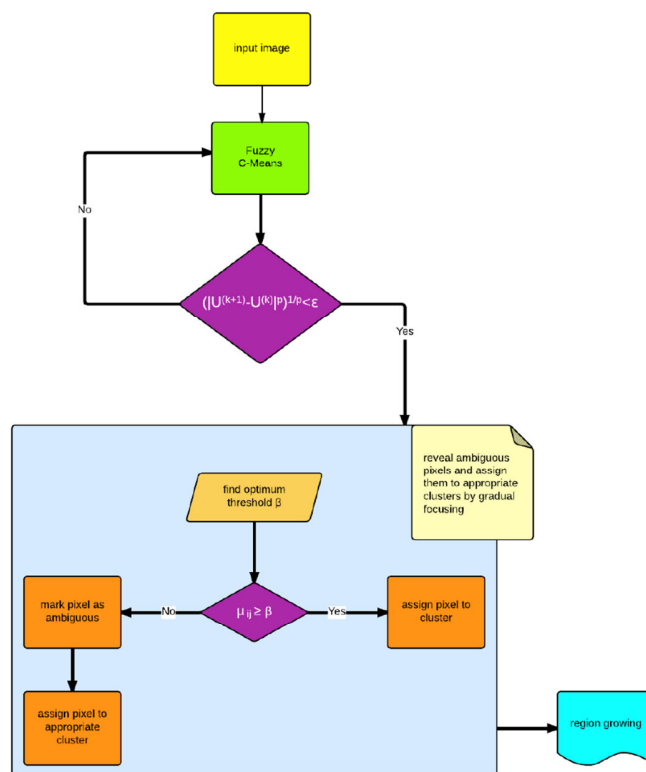 input image
Fuzzy
C-Means
No
(|U^(k+1)-U^(k)|^p)^1/p<ε
Yes
reveal ambiguous
pixels and assign
them to appropriate
clusters by gradual
focusing
find optimum
threshold β
mark pixel as
ambiguous
No
μ ij ≥ β
Yes
assign pixel to
cluster
assign pixel to
appropriate
cluster
region growing